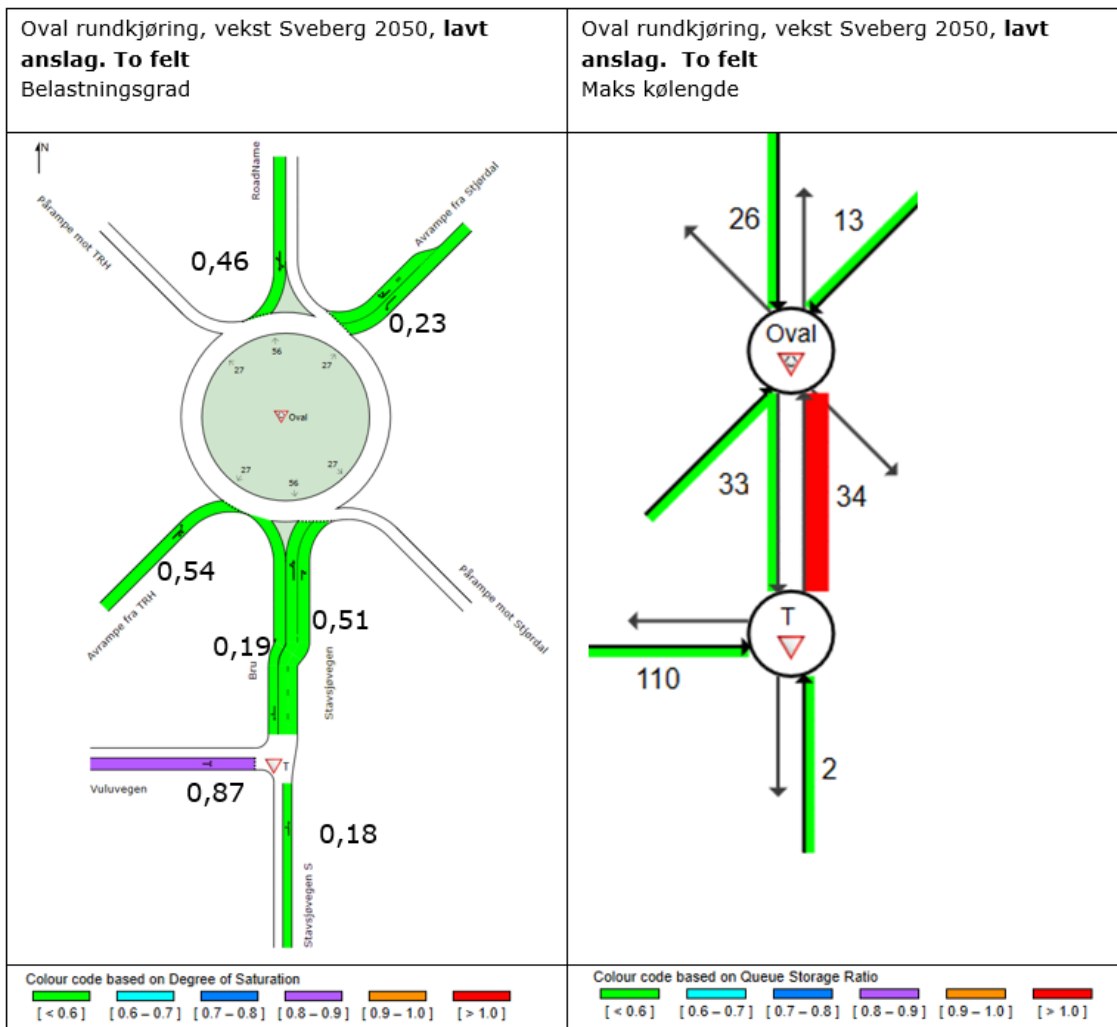 Oval rundkjøring, vekst Sveberg 2050, lavt
anslag. To felt
Belastningsgrad
Oval rundkjøring, vekst Sveberg 2050, lavt
anslag. To felt
Maks kølengde
N
RoadName
Pårampe mot TRH
Avrampe fra Stjørdal
0,46
0,23
56
27
27
Oval
27
27
56
0,54
Avrampe fra TRH
0,19
Bru
0,51
Stavsjøvegen
Pårampe mot Stjørdal
T
Vuluvegen
0,87
0,18
Stavsjøvegen S
26
13
Oval
33
34
T
110
2
Colour code based on Degree of Saturation
[ < 0.6 ] [ 0.6 – 0.7 ] [ 0.7 – 0.8 ] [ 0.8 – 0.9 ] [ 0.9 – 1.0 ] [ > 1.0 ]
Colour code based on Queue Storage Ratio
[ < 0.6 ] [ 0.6 – 0.7 ] [ 0.7 – 0.8 ] [ 0.8 – 0.9 ] [ 0.9 – 1.0 ] [ > 1.0 ]